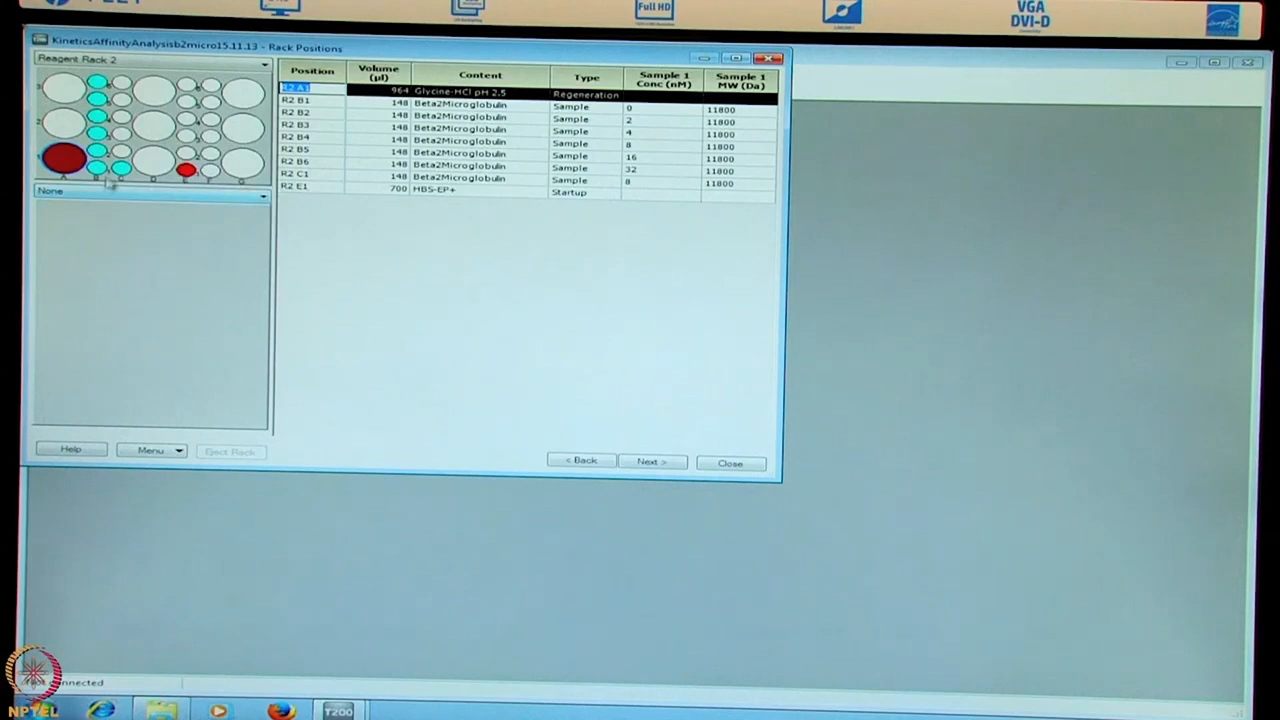 Full HD
VGA
DVI-D
KineticsAffinityAnalysisb2micro15.11.13 - Rack Positions
Reagent Rack 2
None
Position Volume (µl) Content Type Sample 1 Conc (nM) Sample 1 MW (Da)
R2 A1 964 Glycine-HCl pH 2.5 Regeneration
R2 B1 148 Beta2Microglobulin Sample 0 11800
R2 B2 148 Beta2Microglobulin Sample 2 11800
R2 B3 148 Beta2Microglobulin Sample 4 11800
R2 B4 148 Beta2Microglobulin Sample 8 11800
R2 B5 148 Beta2Microglobulin Sample 16 11800
R2 B6 148 Beta2Microglobulin Sample 32 11800
R2 C1 148 Beta2Microglobulin Sample 8 11800
R2 E1 700 HBS-EP+ Startup
Help Menu Eject Rack < Back Next > Close
NPTEL
T200